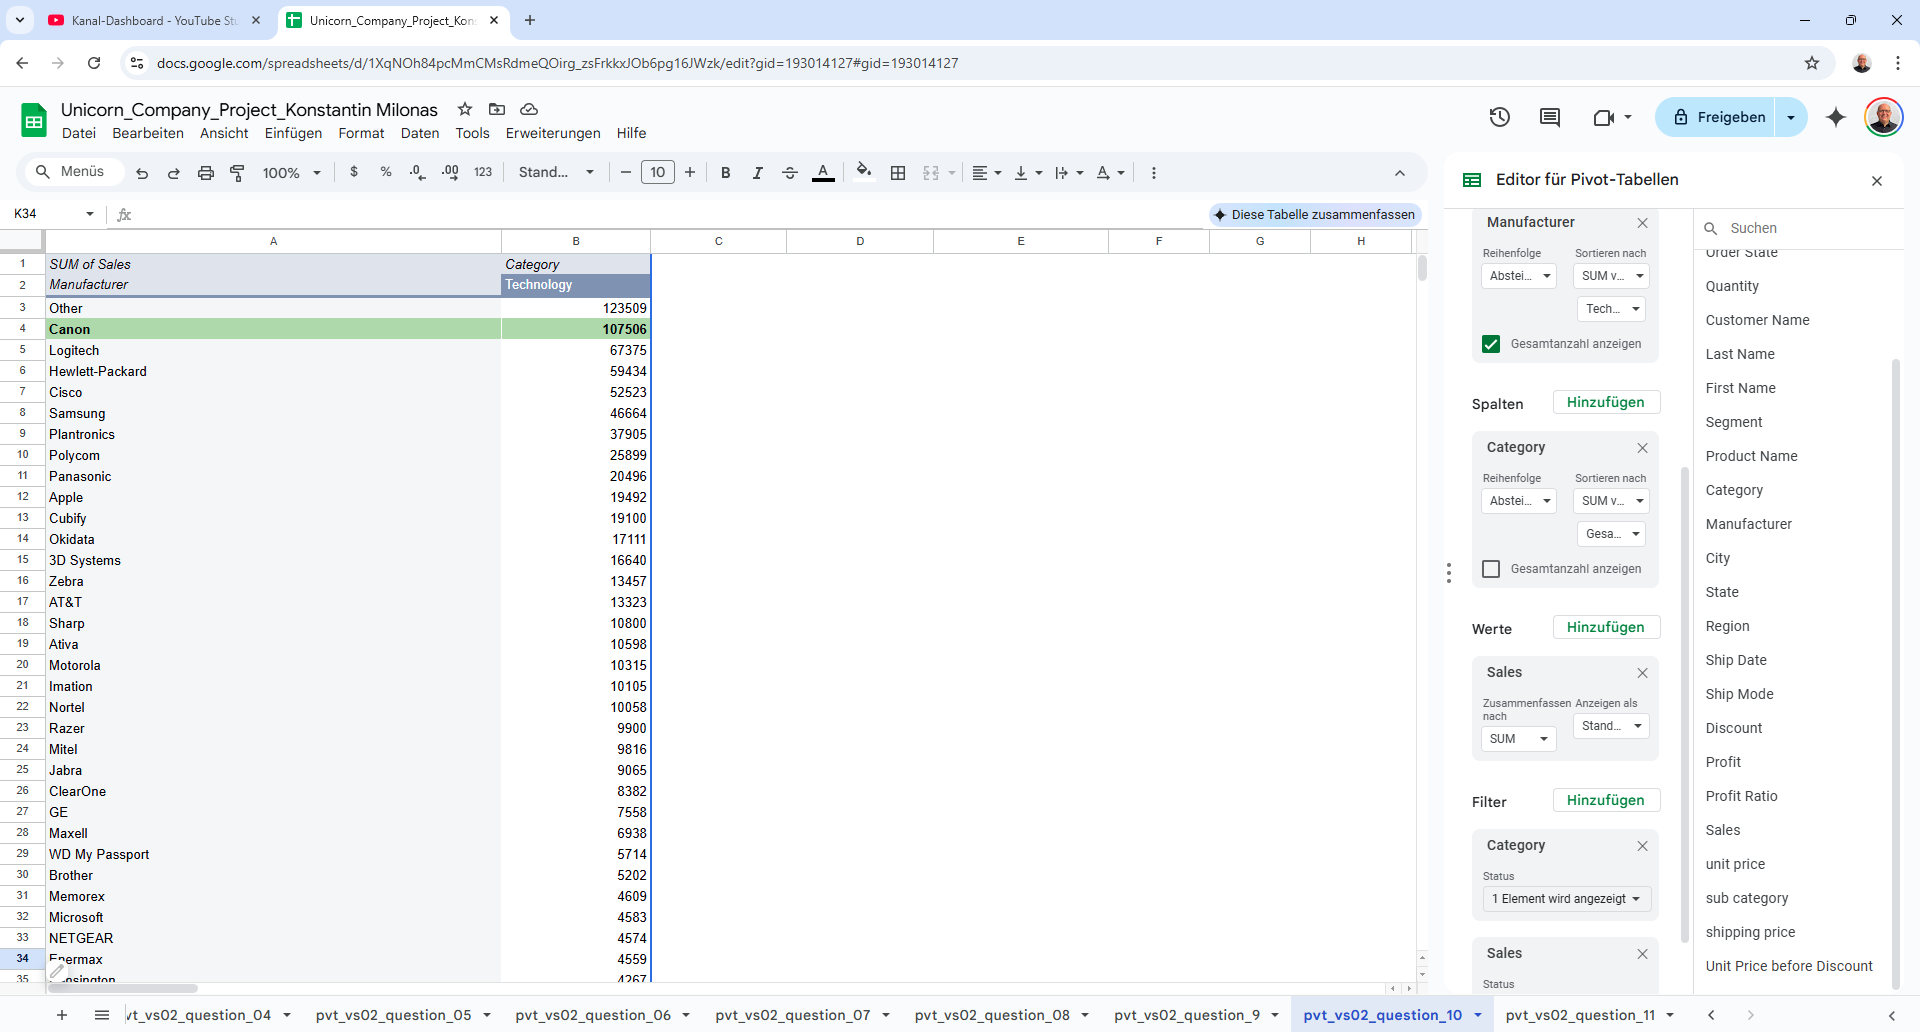 Kanal-Dashboard - YouTube Stu
Unicorn_Company_Project_Kons
docs.google.com/spreadsheets/d/1XqNOh84pcMmCMsRdmeQOirg_zsFrkkxJOb6pg16JWzk/edit?gid=193014127#gid=193014127
Unicorn_Company_Project_Konstantin Milonas
Datei Bearbeiten Ansicht Einfügen Format Daten Tools Erweiterungen Hilfe
Freigeben
Menüs 100% $ % .0 .00 123 Stand... 10 B I A
K34
fx
Diese Tabelle zusammenfassen
A B C D E F G H
1 SUM of Sales Category
2 Manufacturer Technology
3 Other 123509
4 Canon 107506
5 Logitech 67375
6 Hewlett-Packard 59434
7 Cisco 52523
8 Samsung 46664
9 Plantronics 37905
10 Polycom 25899
11 Panasonic 20496
12 Apple 19492
13 Cubify 19100
14 Okidata 17111
15 3D Systems 16640
16 Zebra 13457
17 AT&T 13323
18 Sharp 10800
19 Ativa 10598
20 Motorola 10315
21 Imation 10105
22 Nortel 10058
23 Razer 9900
24 Mitel 9816
25 Jabra 9065
26 ClearOne 8382
27 GE 7558
28 Maxell 6938
29 WD My Passport 5714
30 Brother 5202
31 Memorex 4609
32 Microsoft 4583
33 NETGEAR 4574
34 Enermax 4559
35 ensington 4267
Editor für Pivot-Tabellen
Manufacturer
Reihenfolge Sortieren nach
Abstei... SUM v...
Tech...
Gesamtanzahl anzeigen
Spalten Hinzufügen
Category
Reihenfolge Sortieren nach
Abstei... SUM v...
Gesa...
Gesamtanzahl anzeigen
Werte Hinzufügen
Sales
Zusammenfassen nach Anzeigen als
SUM Stand...
Filter Hinzufügen
Category
Status
1 Element wird angezeigt
Sales
Status
Suchen
Order State
Quantity
Customer Name
Last Name
First Name
Segment
Product Name
Category
Manufacturer
City
State
Region
Ship Date
Ship Mode
Discount
Profit
Profit Ratio
Sales
unit price
sub category
shipping price
Unit Price before Discount
vt_vs02_question_04 pvt_vs02_question_05 pvt_vs02_question_06 pvt_vs02_question_07 pvt_vs02_question_08 pvt_vs02_question_9 pvt_vs02_question_10 pvt_vs02_question_11